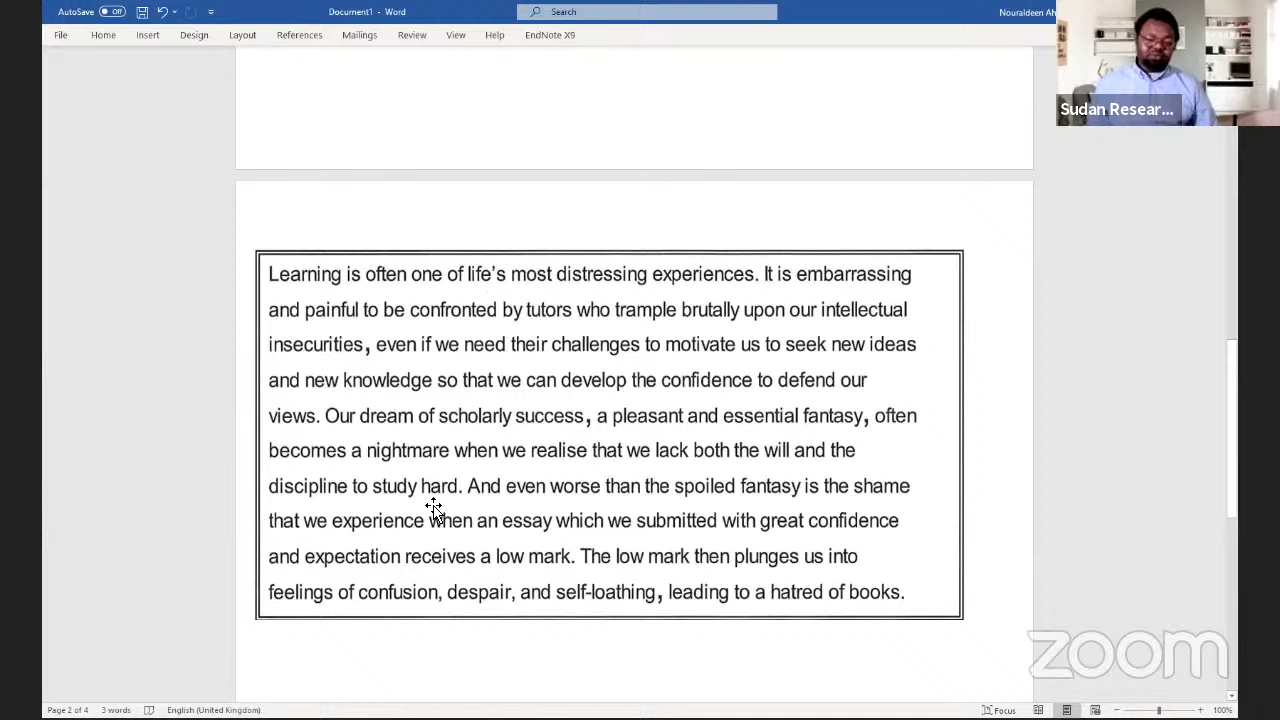 AutoSave Off Document1 - Word Search Nouraldeen Ah
File Home Insert Design Layout References Mailings Review View Help EndNote X9
Sudan Resear...
Learning is often one of life's most distressing experiences. It is embarrassing
and painful to be confronted by tutors who trample brutally upon our intellectual
insecurities, even if we need their challenges to motivate us to seek new ideas
and new knowledge so that we can develop the confidence to defend our
views. Our dream of scholarly success, a pleasant and essential fantasy, often
becomes a nightmare when we realise that we lack both the will and the
discipline to study hard. And even worse than the spoiled fantasy is the shame
that we experience when an essay which we submitted with great confidence
and expectation receives a low mark. The low mark then plunges us into
feelings of confusion, despair, and self-loathing, leading to a hatred of books.
zoom
Page 2 of 4 3 words English (United Kingdom) Focus 100%